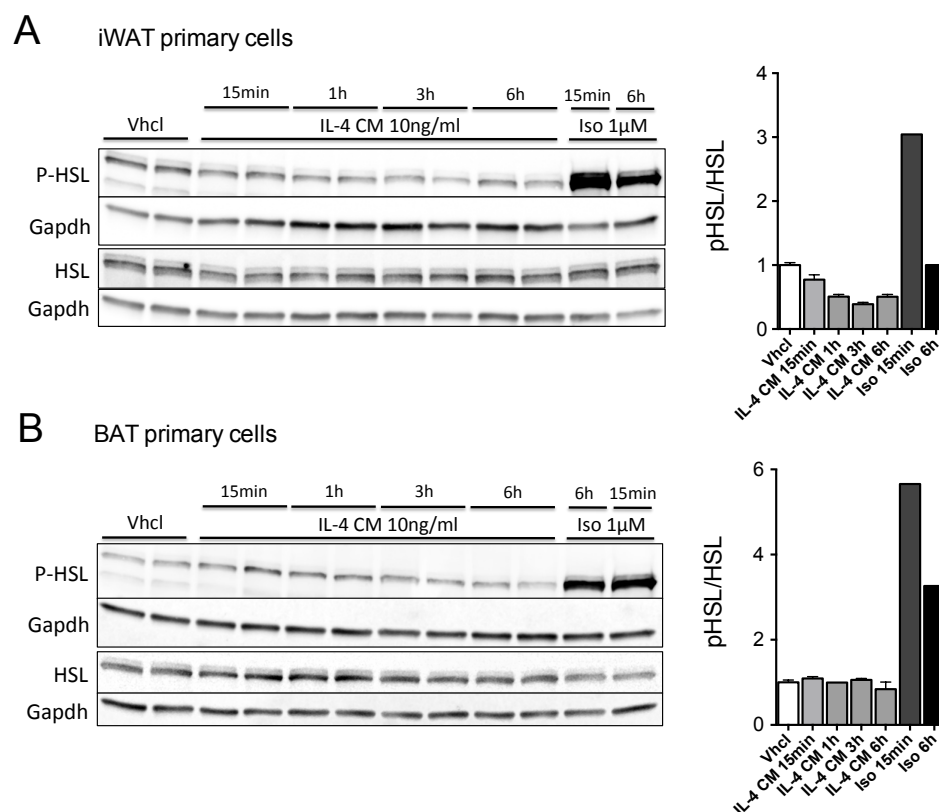 A
iWAT primary cells
15min 1h 3h 6h 15min 6h
Vhcl IL-4 CM 10ng/ml Iso 1µM
P-HSL
Gapdh
HSL
Gapdh
4
3
2
1
0
pHSL/HSL
Vhcl
IL-4 CM 15min
IL-4 CM 1h
IL-4 CM 3h
IL-4 CM 6h
Iso 15min
Iso 6h
B
BAT primary cells
15min 1h 3h 6h 6h 15min
Vhcl IL-4 CM 10ng/ml Iso 1µM
P-HSL
Gapdh
HSL
Gapdh
6
4
2
0
pHSL/HSL
Vhcl
IL-4 CM 15min
IL-4 CM 1h
IL-4 CM 3h
IL-4 CM 6h
Iso 15min
Iso 6h